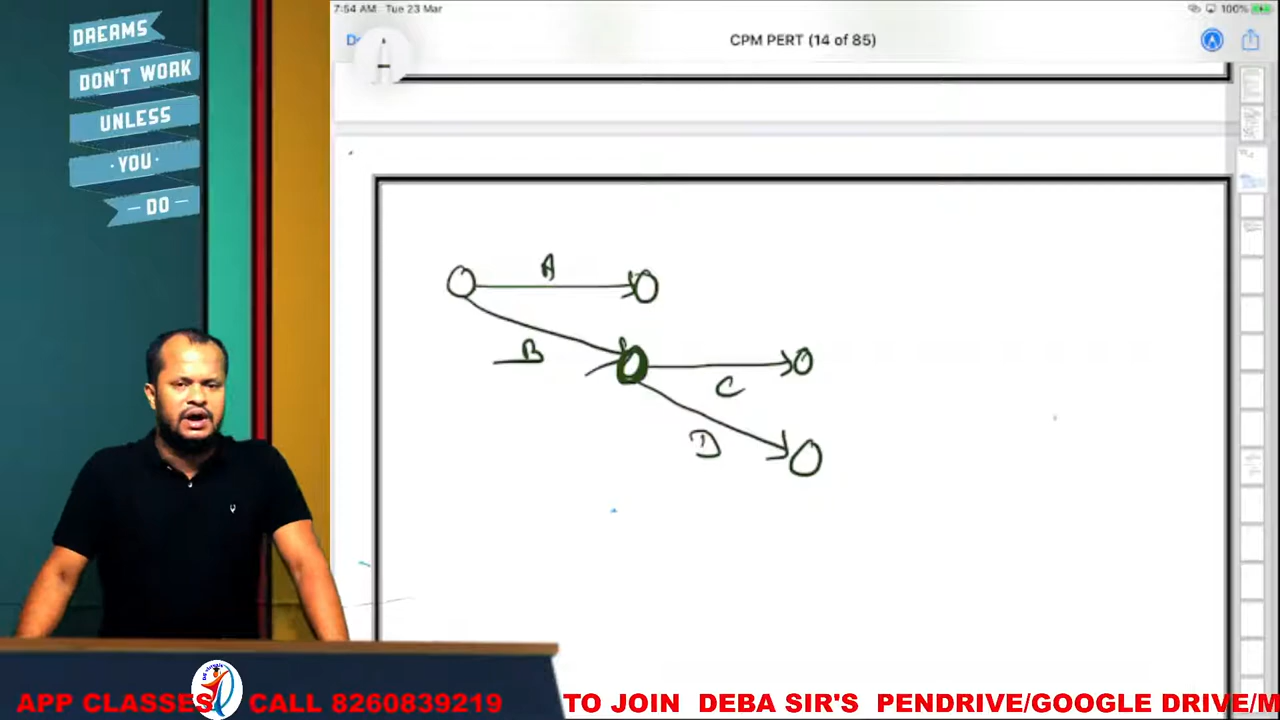 DREAMS
DON'T WORK
UNLESS
· YOU ·
— DO —
7:54 AM Tue 23 Mar
100%
CPM PERT (14 of 85)
A
B
C
D
APP CLASSES CALL 8260839219 TO JOIN DEBA SIR'S PENDRIVE/GOOGLE DRIVE/M